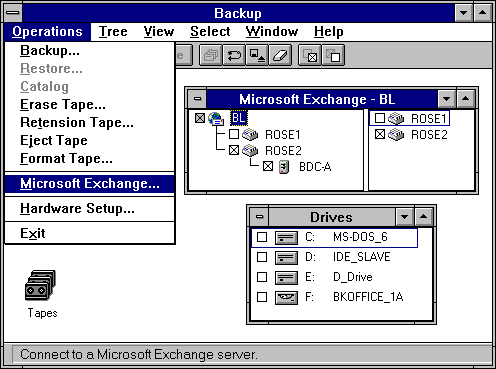 Backup
Operations Tree View Select Window Help
Backup...
Restore...
Catalog
Erase Tape...
Retension Tape...
Eject Tape
Format Tape...
Microsoft Exchange...
Hardware Setup...
Exit
Microsoft Exchange - BL
BL
ROSE1
ROSE2
BDC-A
ROSE1
ROSE2
Drives
C: MS-DOS_6
D: IDE_SLAVE
E: D_Drive
F: BKOFFICE_1A
Tapes
Connect to a Microsoft Exchange server.